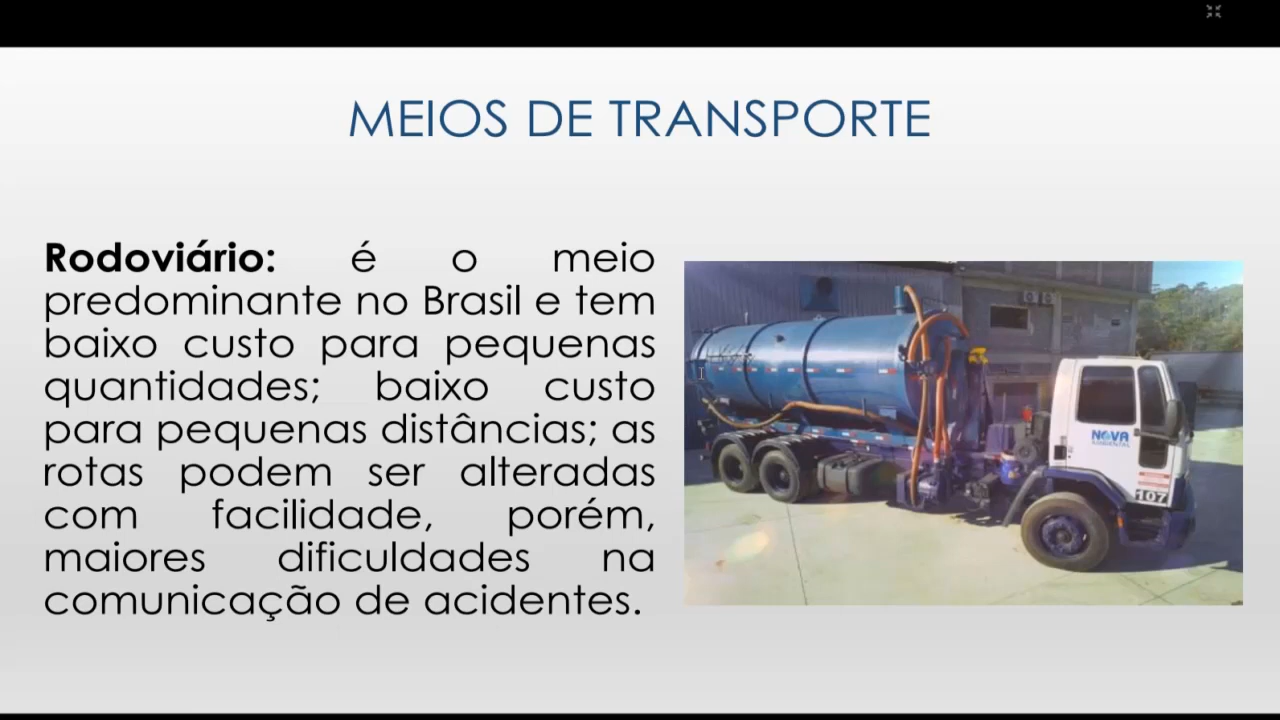 MEIOS DE TRANSPORTE
Rodoviário: é o meio
predominante no Brasil e tem
baixo custo para pequenas
quantidades; baixo custo
para pequenas distâncias; as
rotas podem ser alteradas
com facilidade, porém,
maiores dificuldades na
comunicação de acidentes.
NOVA
AMBIENTAL
107